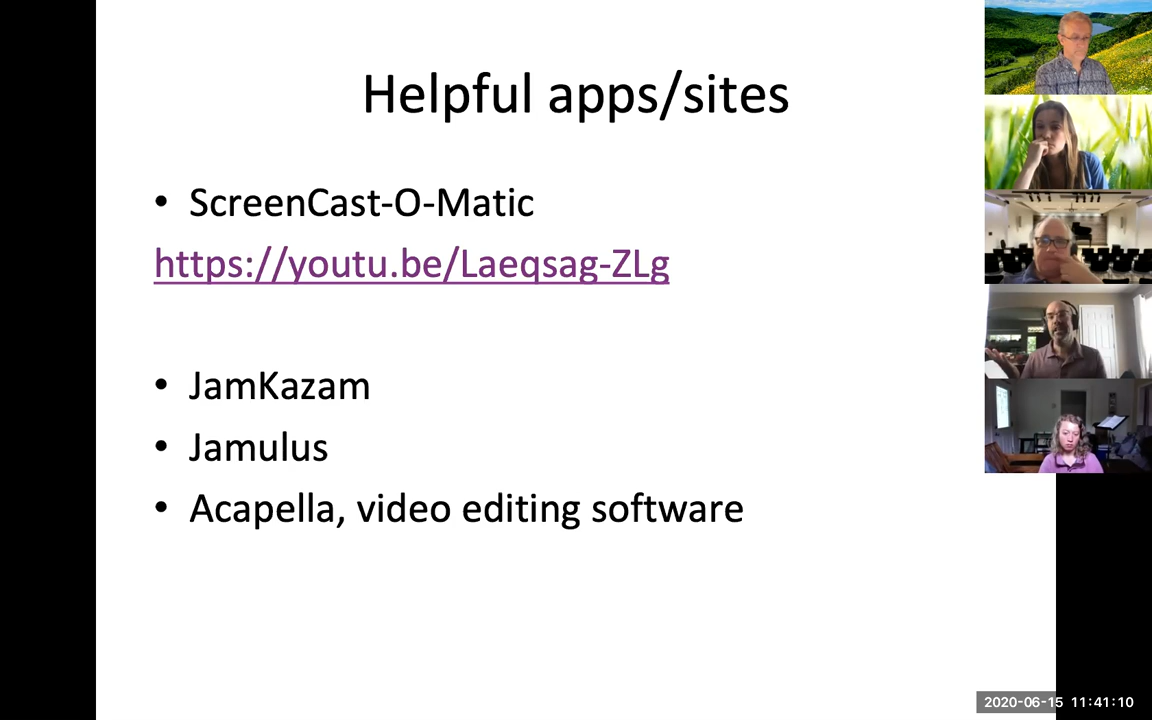 Helpful apps/sites
• ScreenCast-O-Matic
https://youtu.be/Laeqsag-ZLg
• JamKazam
• Jamulus
• Acapella, video editing software
2020-06-15 11:41:10